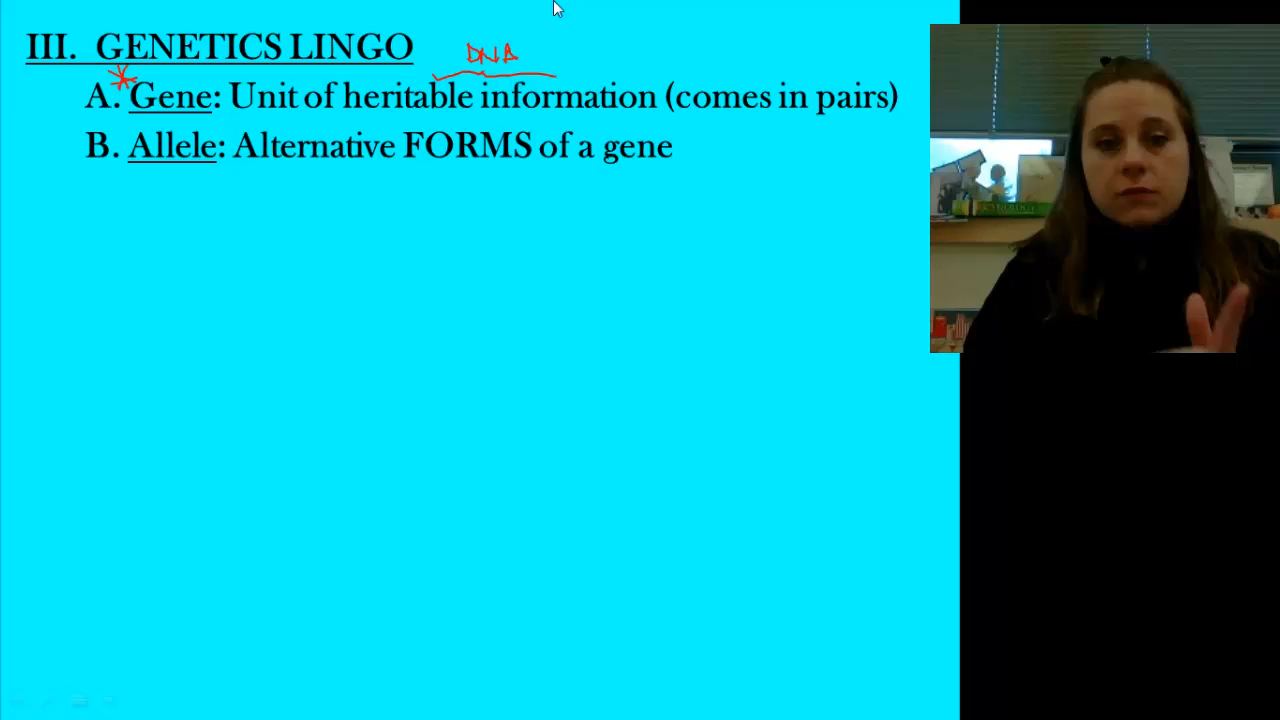 III. GENETICS LINGO
DNA
A. Gene: Unit of heritable information (comes in pairs)
B. Allele: Alternative FORMS of a gene